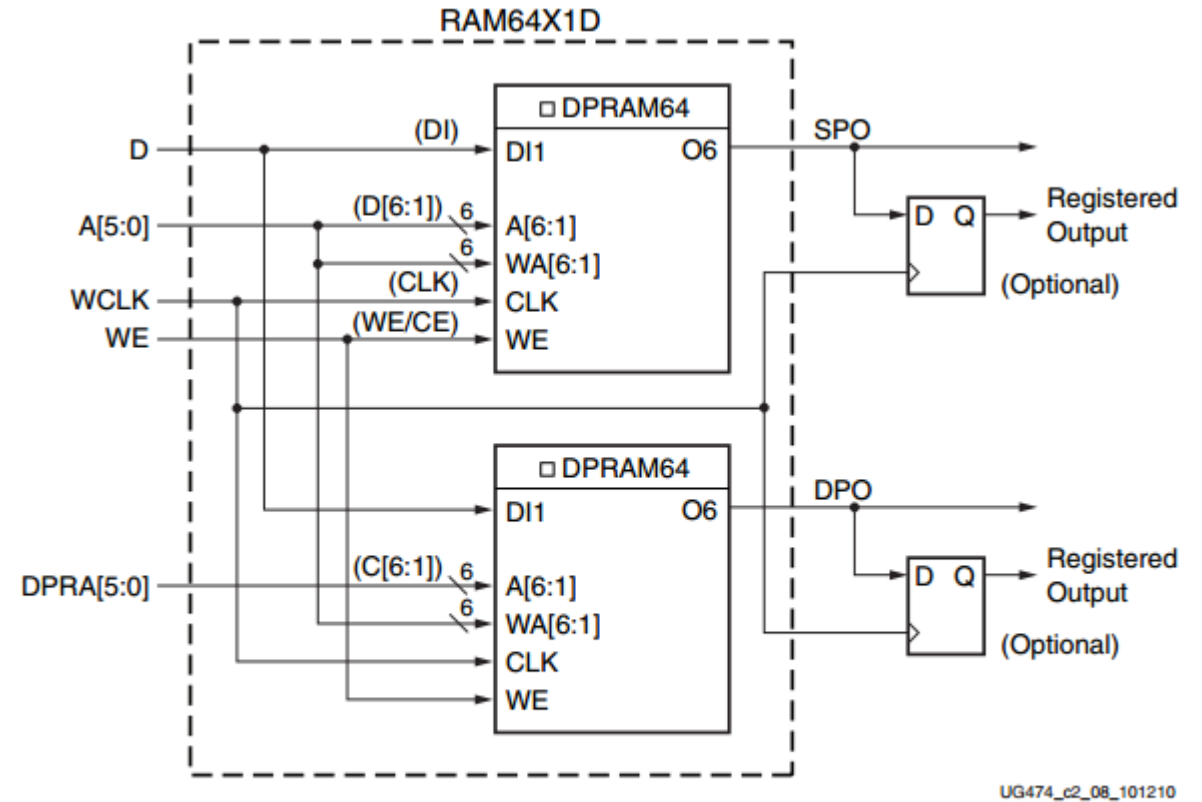 RAM64X1D
□ DPRAM64
D
(DI)
DI1
O6
SPO
A[5:0]
(D[6:1])
6
A[6:1]
6
WA[6:1]
WCLK
(CLK)
CLK
WE
(WE/CE)
WE
D Q
Registered
Output
(Optional)
□ DPRAM64
DI1
O6
DPO
DPRA[5:0]
(C[6:1])
6
A[6:1]
6
WA[6:1]
CLK
WE
D Q
Registered
Output
(Optional)
UG474_c2_08_101210